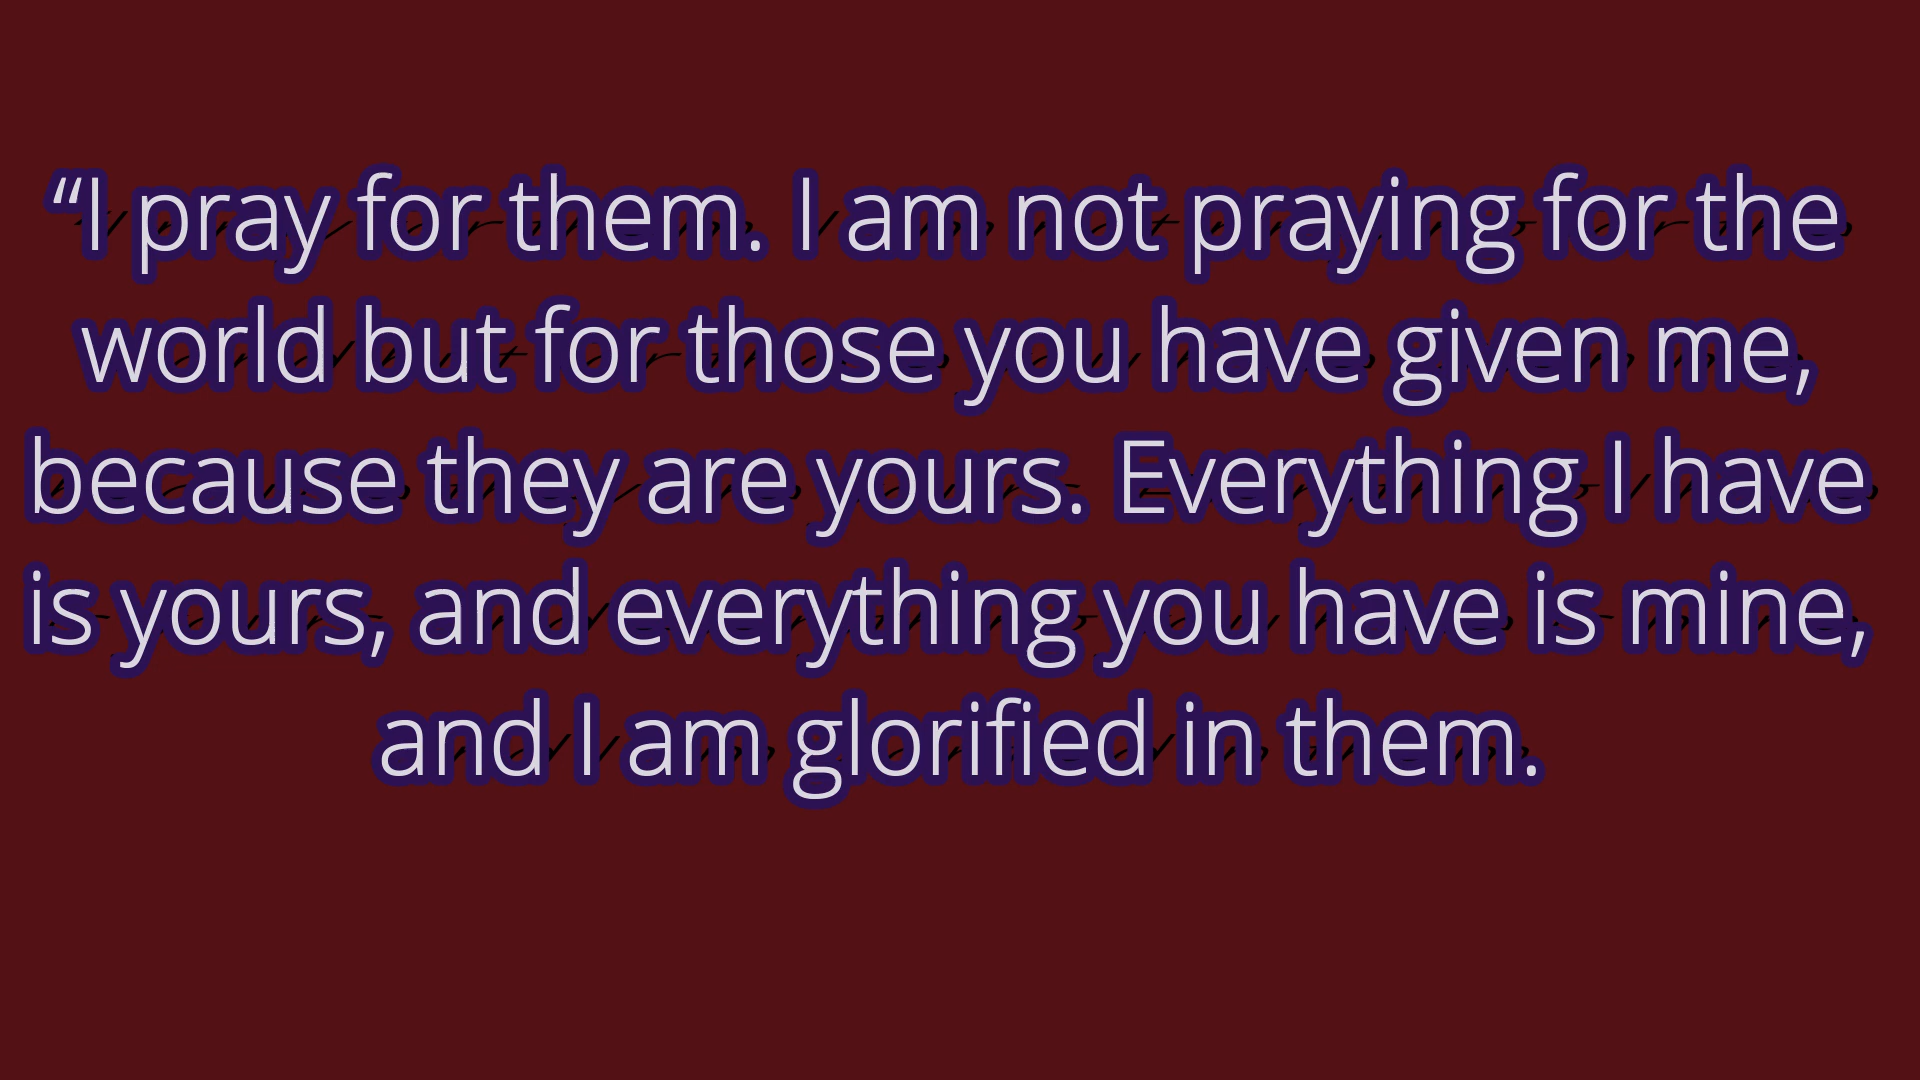 “I pray for them. I am not praying for the
world but for those you have given me,
because they are yours. Everything I have
is yours, and everything you have is mine,
and I am glorified in them.